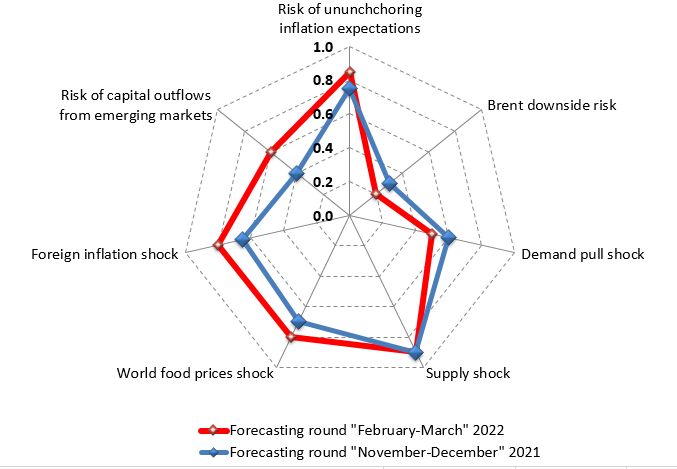 Risk of ununchchoring
inflation expectations
1.0
0.8
0.6
0.4
0.2
0.0
Risk of capital outflows
from emerging markets
Brent downside risk
Foreign inflation shock
Demand pull shock
World food prices shock
Supply shock
Forecasting round "February-March" 2022
Forecasting round "November-December" 2021